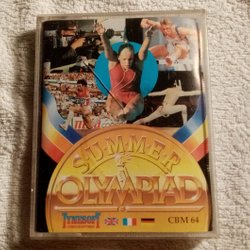 SUMMER
OLYMPIAD
TYNESOFT
CBM 64